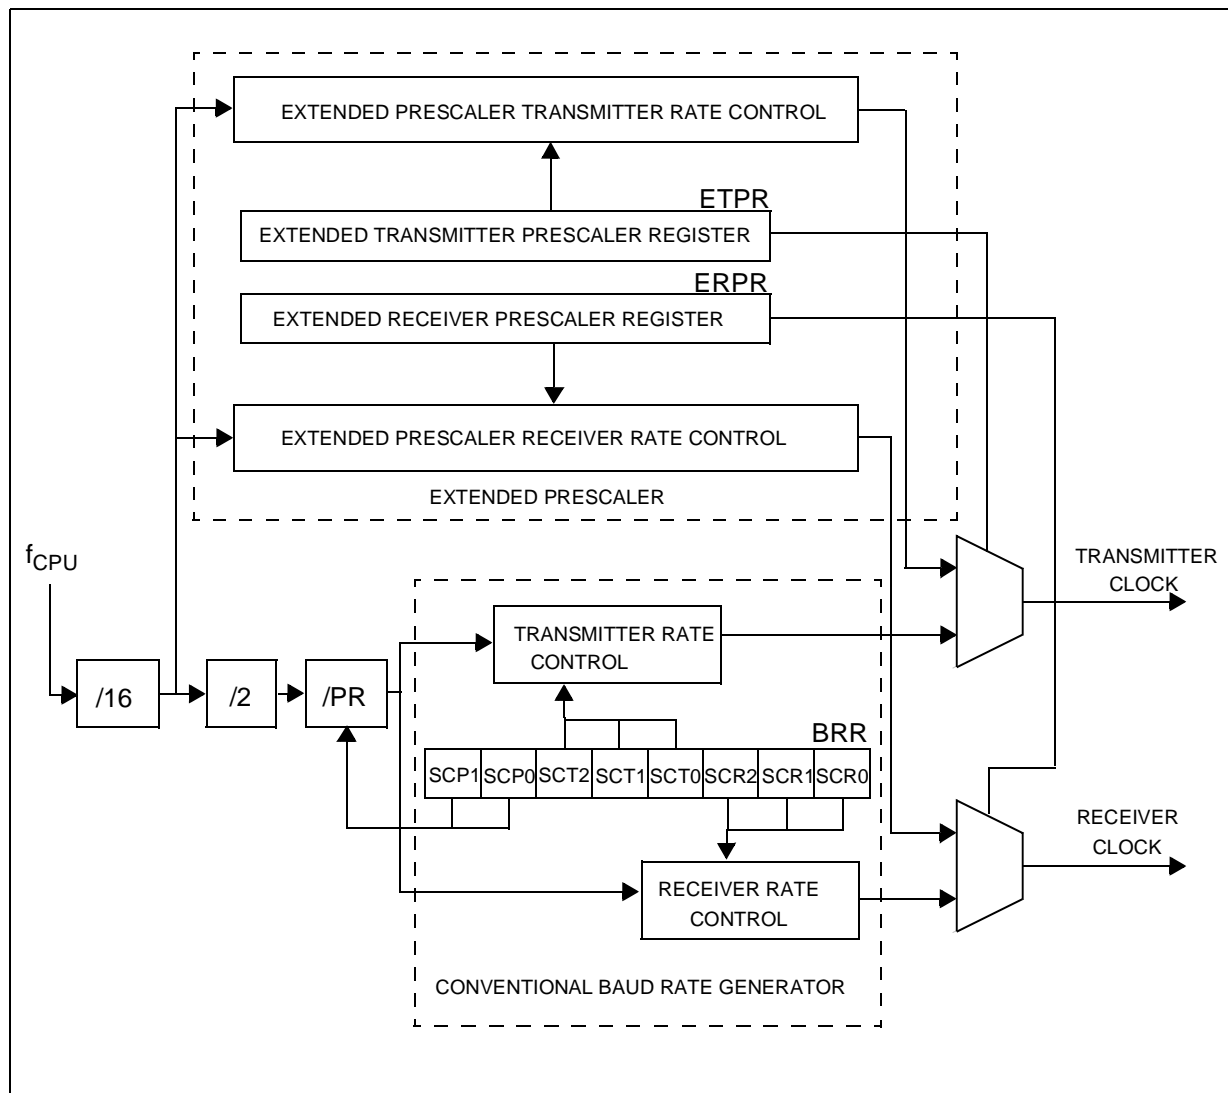 EXTENDED PRESCALER TRANSMITTER RATE CONTROL
ETPR
EXTENDED TRANSMITTER PRESCALER REGISTER
ERPR
EXTENDED RECEIVER PRESCALER REGISTER
EXTENDED PRESCALER RECEIVER RATE CONTROL
EXTENDED PRESCALER
fCPU
TRANSMITTER
CLOCK
TRANSMITTER RATE
CONTROL
/16
/2
/PR
BRR
SCP1 SCP0 SCT2 SCT1 SCT0 SCR2 SCR1 SCR0
RECEIVER
CLOCK
RECEIVER RATE
CONTROL
CONVENTIONAL BAUD RATE GENERATOR